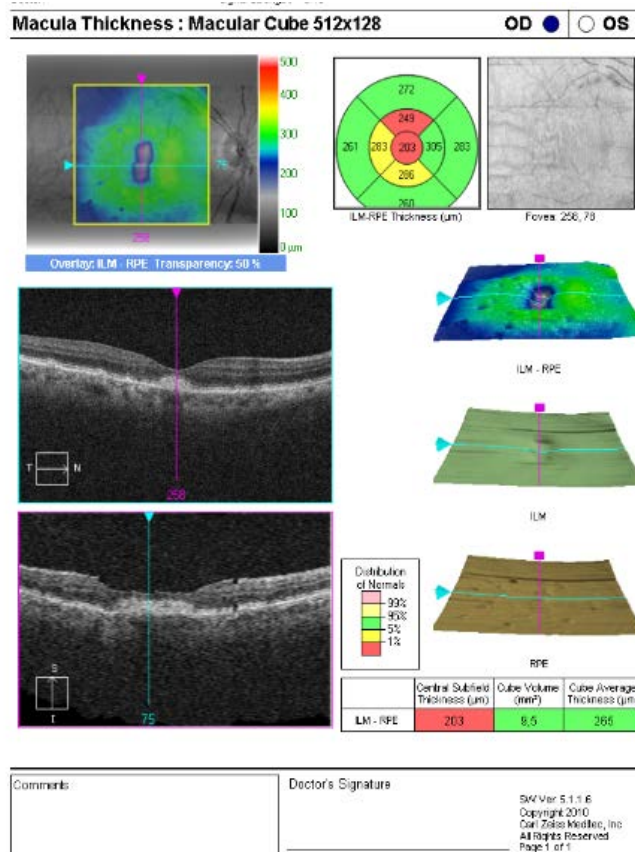 Macula Thickness : Macular Cube 512x128
OD OS
500
400
300
200
100
0 µm
75
258
Overlay: ILM - RPE Transparency: 50 %
272
249
261 283 203 305 283
286
260
ILM-RPE Thickness (µm)
Fovea: 258, 78
ILM - RPE
T N
258
ILM
S
I
75
Distribution
of Normals
99%
95%
5%
1%
RPE
Central Subfield
Thickness (µm)
Cube Volume
(mm³)
Cube Average
Thickness (µm)
ILM - RPE 203 9,5 265
Comments
Doctor's Signature
SW Ver: 5.1.1.6
Copyright 2010
Carl Zeiss Meditec, Inc
All Rights Reserved
Page 1 of 1